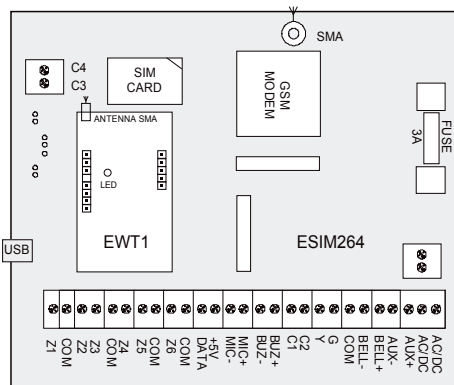 SMA
C4
C3
SIM
CARD
GSM
MODEM
FUSE
3A
ANTENNA SMA
LED
EWT1
ESIM264
USB
Z1
COM
Z2
Z3
COM
Z4
Z5
COM
Z6
COM
DATA
+5V
MIC-
MIC+
BUZ-
BUZ+
C1
C2
Y
G
COM
BELL-
BELL+
AUX-
AUX+
AC/DC
AC/DC